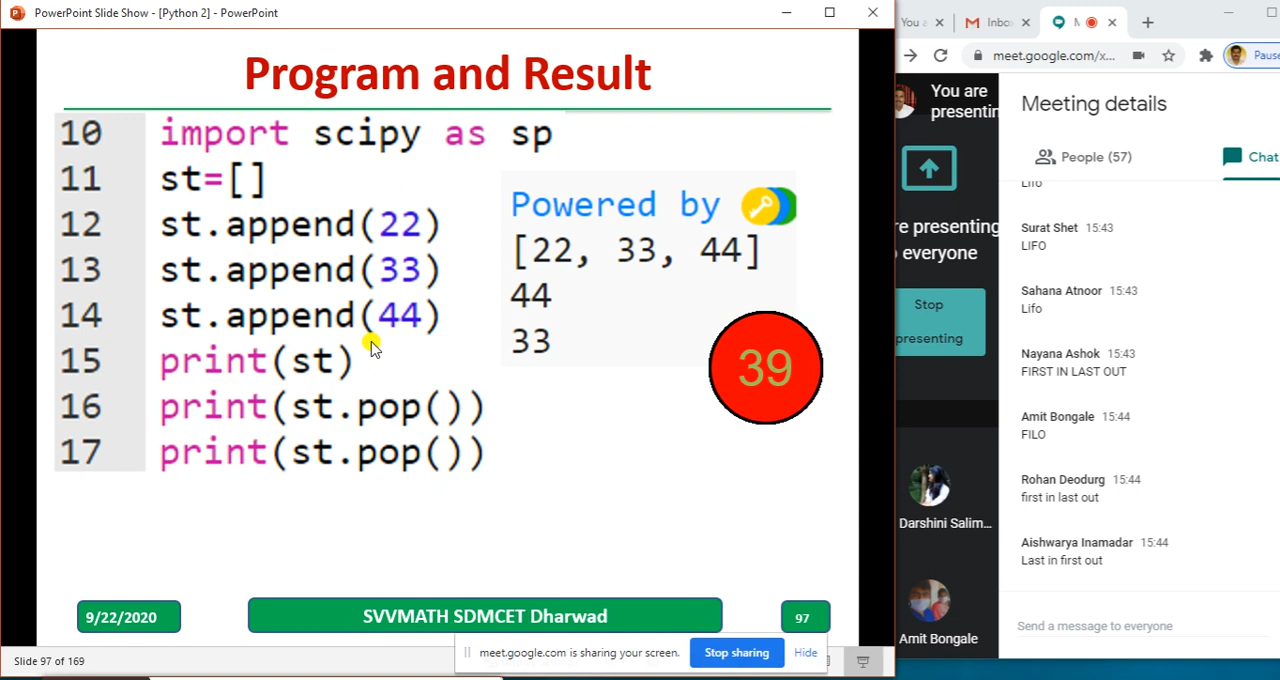 PowerPoint Slide Show - [Python 2] - PowerPoint
Program and Result
10 import scipy as sp
11 st=[]
12 st.append(22)
13 st.append(33)
14 st.append(44)
15 print(st)
16 print(st.pop())
17 print(st.pop())
Powered by
[22, 33, 44]
44
33
39
9/22/2020
SVVMATH SDMCET Dharwad
97
Slide 97 of 169
meet.google.com is sharing your screen.
Stop sharing
Hide
You a
Inbo
M
meet.google.com/x...
Pause
You are
presentin
re presenting
o everyone
Stop
presenting
Darshini Salim...
Amit Bongale
Meeting details
People (57)
Chat
Lifo
Surat Shet 15:43
LIFO
Sahana Atnoor 15:43
Lifo
Nayana Ashok 15:43
FIRST IN LAST OUT
Amit Bongale 15:44
FILO
Rohan Deodurg 15:44
first in last out
Aishwarya Inamadar 15:44
Last in first out
Send a message to everyone